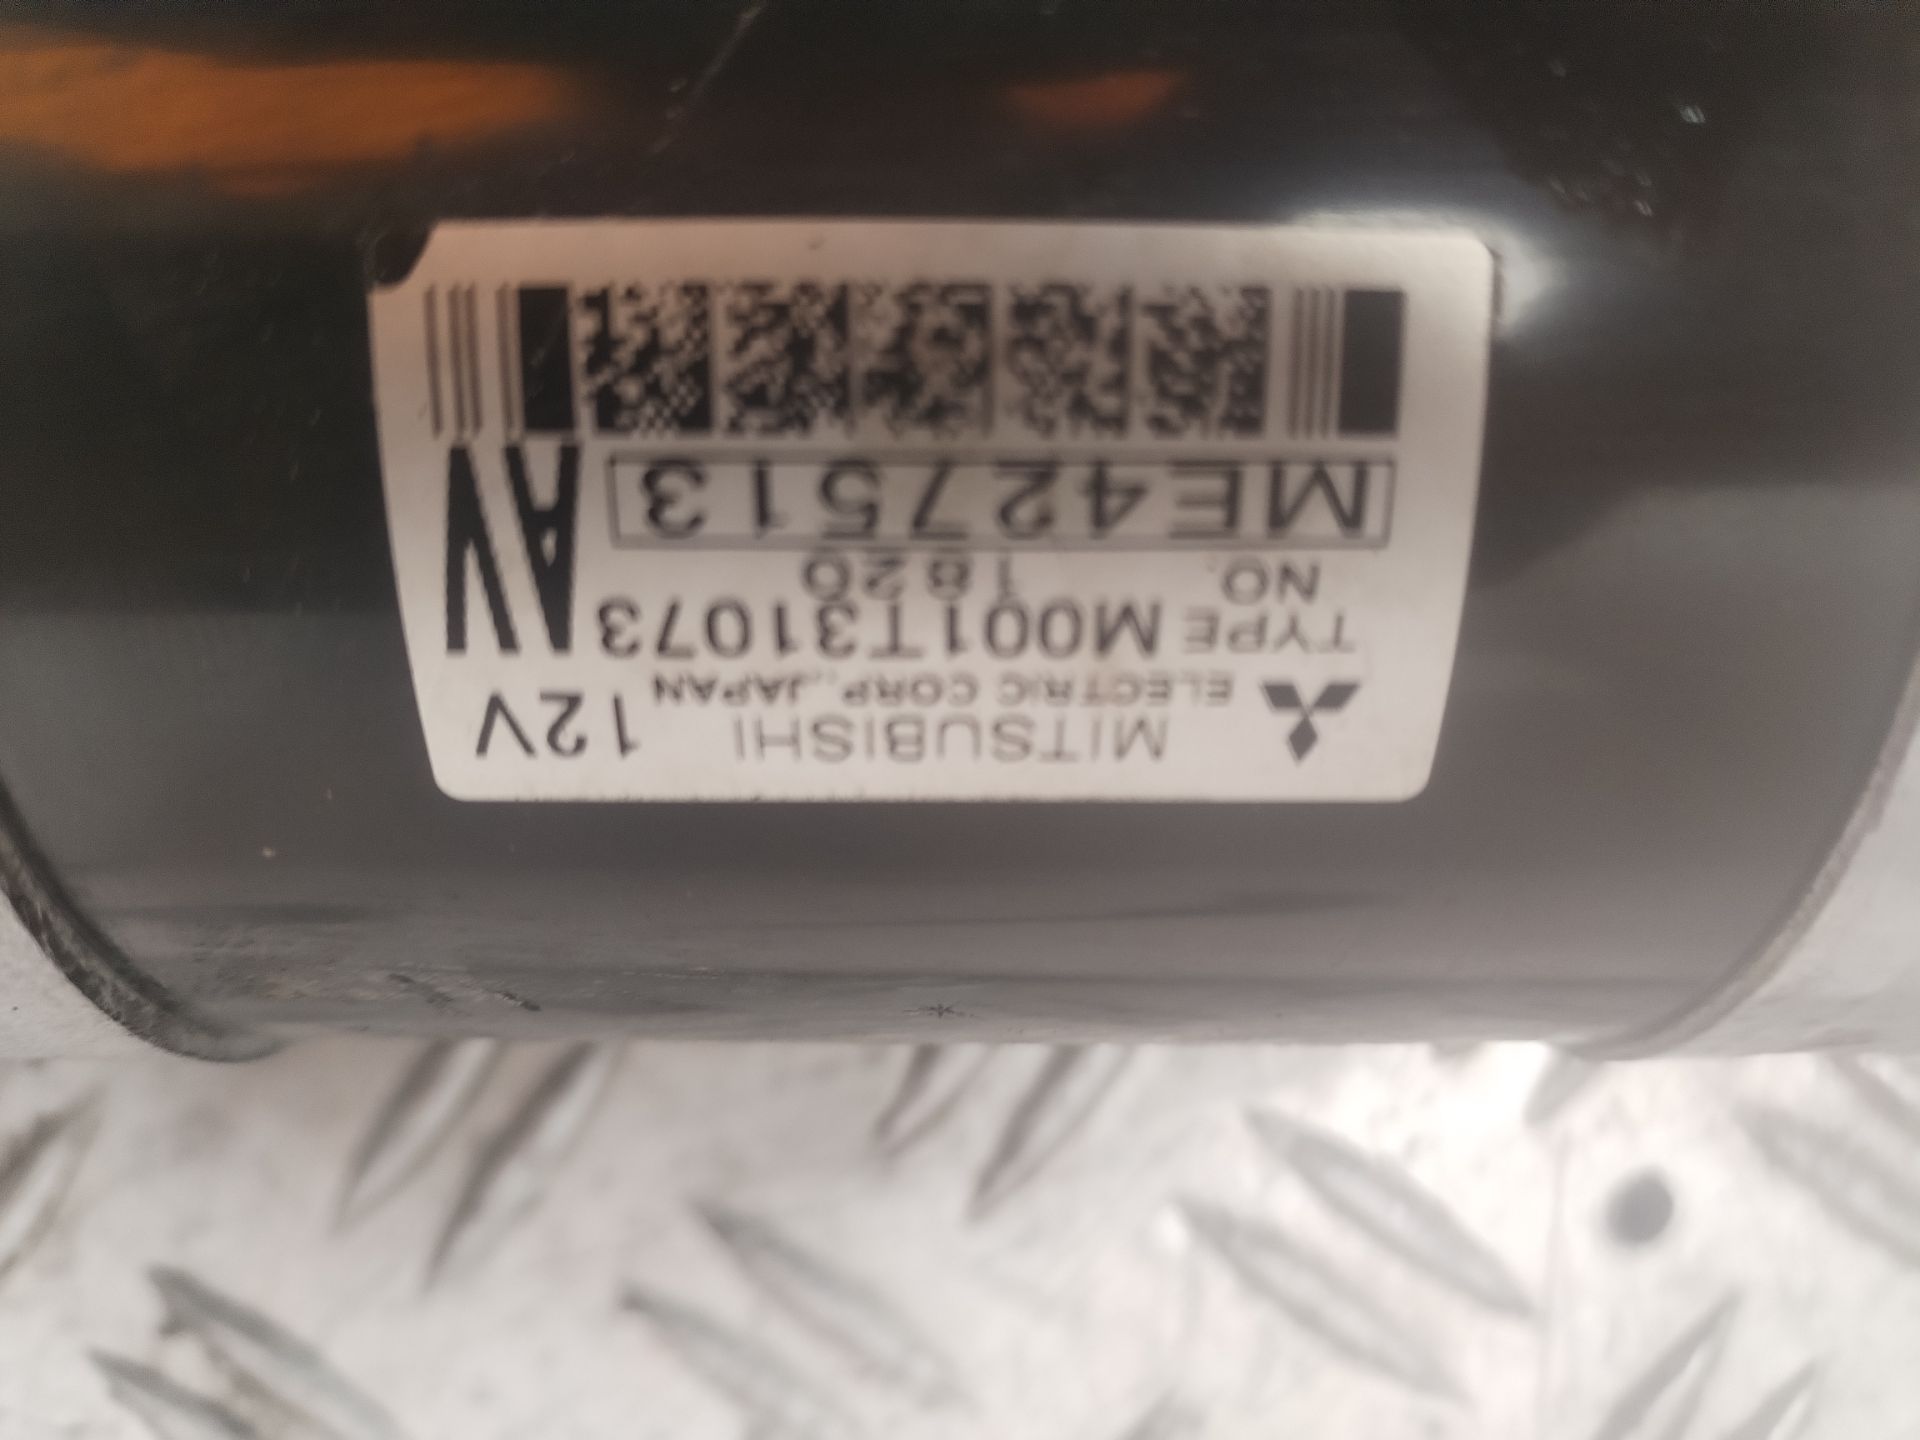 MITSUBISHI 12V
ELECTRIC CORP. JAPAN
TYPE M001T31073 AV
NO. 1820
ME427513